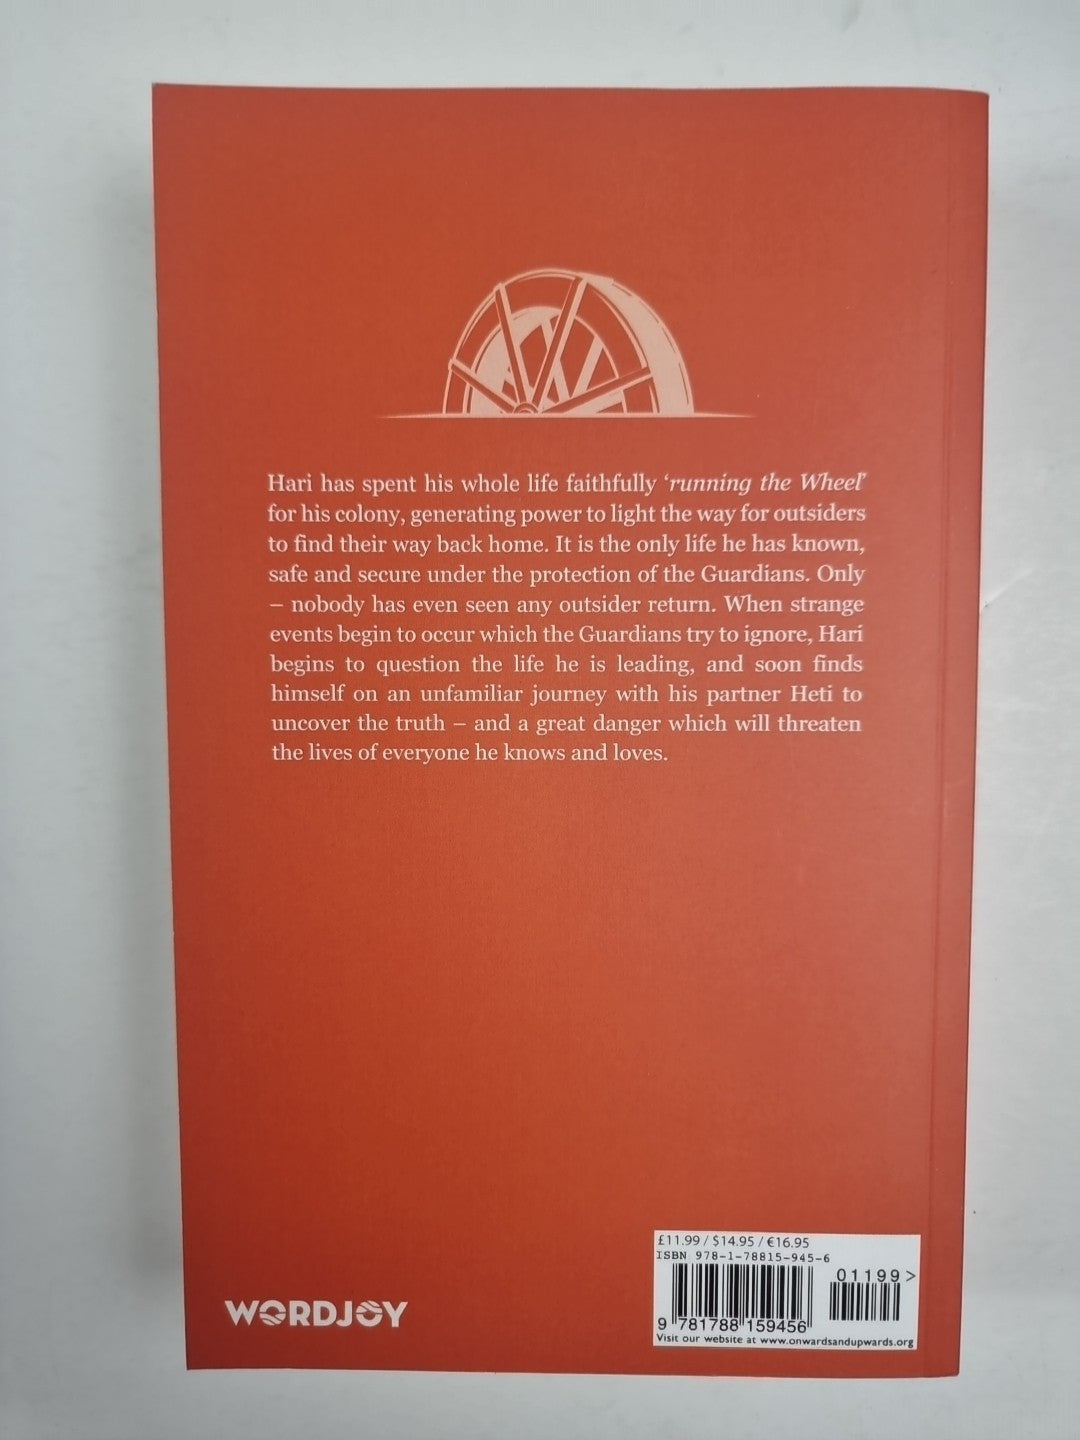 Hari has spent his whole life faithfully ‘running the Wheel’
for his colony, generating power to light the way for outsiders
to find their way back home. It is the only life he has known,
safe and secure under the protection of the Guardians. Only
– nobody has even seen any outsider return. When strange
events begin to occur which the Guardians try to ignore, Hari
begins to question the life he is leading, and soon finds
himself on an unfamiliar journey with his partner Heti to
uncover the truth – and a great danger which will threaten
the lives of everyone he knows and loves.
WORDJOY
£11.99 / $14.95 / €16.95
ISBN 978-1-78815-945-6
01199>
9 781788 159456
Visit our website at www.onwardsandupwards.org